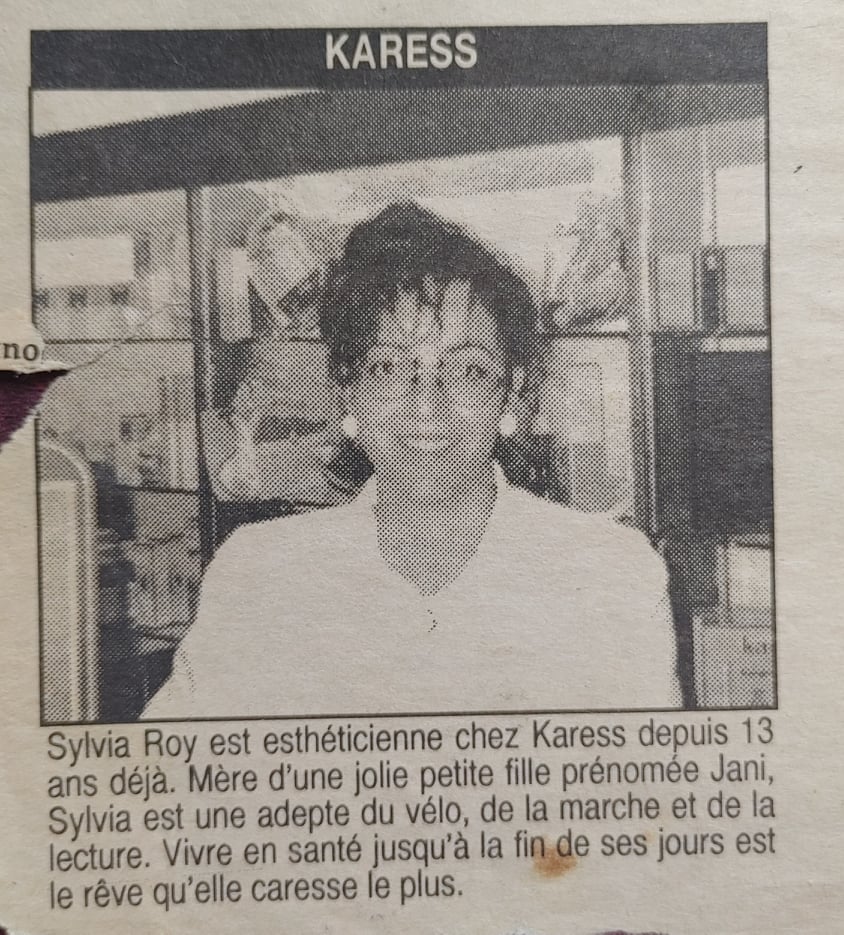 KARESS
no
ka
Sylvia Roy est esthéticienne chez Karess depuis 13
ans déjà. Mère d'une jolie petite fille prénomée Jani,
Sylvia est une adepte du vélo, de la marche et de la
lecture. Vivre en santé jusqu'à la fin de ses jours est
le rêve qu'elle caresse le plus.